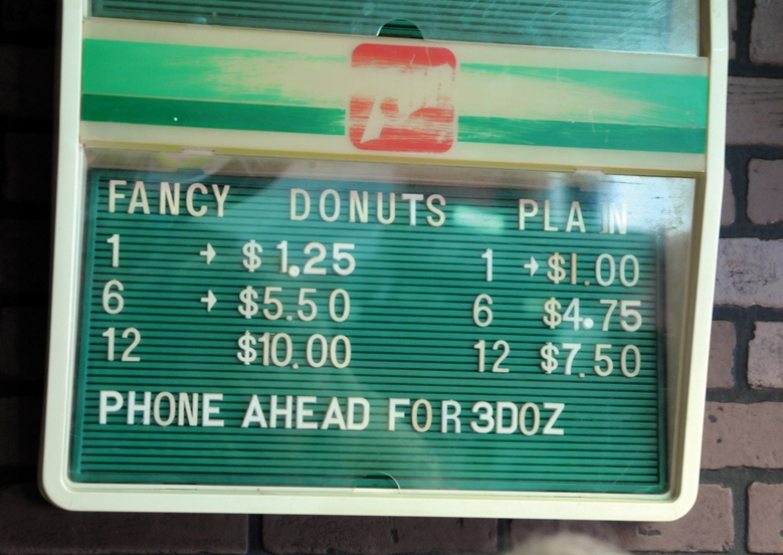 FANCY DONUTS PLAIN
1 → $1.25 1 → $1.00
6 → $5.50 6 $4.75
12 $10.00 12 $7.50
PHONE AHEAD FOR 3DOZ